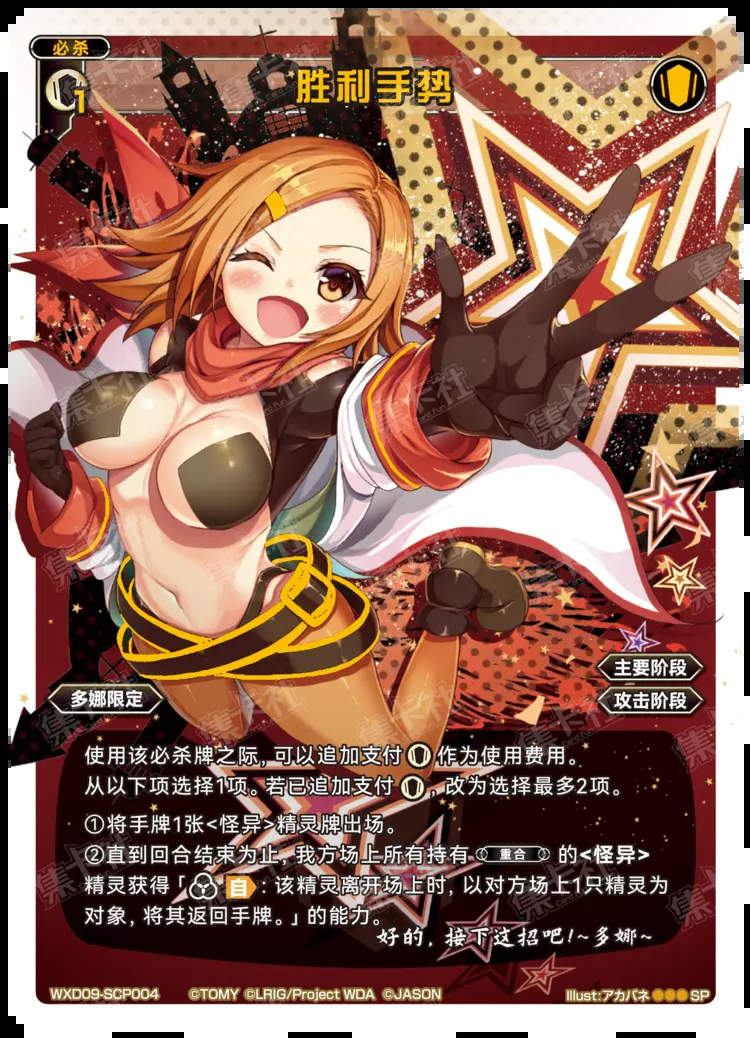 必杀
1
胜利手势
主要阶段
多娜限定
攻击阶段
使用该必杀牌之际，可以追加支付作为使用费用。
从以下项选择1项。若已追加支付，改为选择最多2项。
①将手牌1张<怪异>精灵牌出场。
②直到回合结束为止，我方场上所有持有 重合 的<怪异>
精灵获得「自：该精灵离开场上时，以对方场上1只精灵为
对象，将其返回手牌。」的能力。
好的，接下这招吧!~多娜~
WXD09-SCP004 ©TOMY ©LRIG/Project WDA ©JASON Illust:アカバネ SP
集卡社